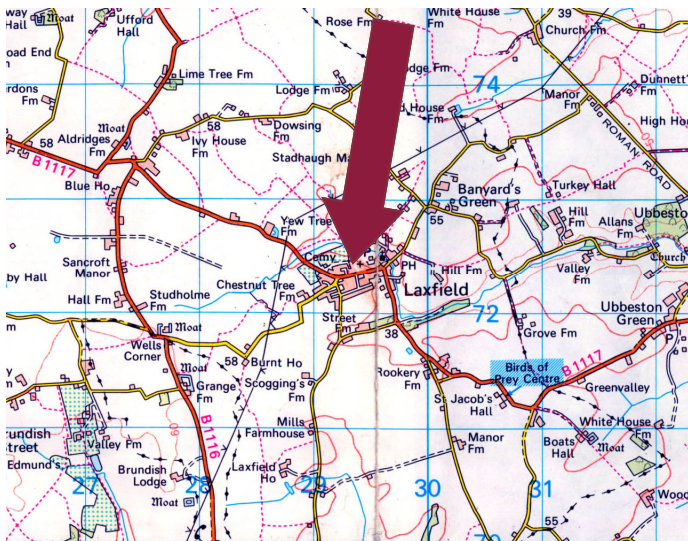 way
Hall
Moat
Ufford
Hall
Rose Fm
White House
Fm
39
Church Fm
oad End
rdons
Fm
Lime Tree Fm
Lodge Fm
dge Fm
74
Dunnett
Fm
Manor
Fm
House
Fm
58
Moat
Aldridges
Fm
58
Dowsing
Fm
Ivy House
Fm
High Ho
ROMAN ROAD
Stadhaugh M
B1117
Blue Ho
Banyard's
Green
Turkey Hall
Hill
Fm
Allans
Fm
Ubbesto
Yew Tree
Fm
55
Cemy
PH
Church
by Hall
Sancroft
Manor
Chestnut Tree
Fm
Hill Fm
Valley
Fm
Laxfield
Hall Fm
Studholme
Fm
Street
Fm
72
Ubbeston
Green
38
Grove Fm
m
Moat
Wells
Corner
58
Burnt Ho
Rookery
Fm
Birds of
Prey Centre
B1117
Moat
Grange
Fm
Scogging's
Fm
St Jacob's
Hall
Greenvalley
60
B1116
Mills
Farmhouse
White House
Fm
undish
treet
Valley Fm
Manor
Fm
Boats
Hall
Moat
Edmund's
Brundish
Lodge
Laxfield
Ho
27
28
29
30
31
Moat
Wood
55